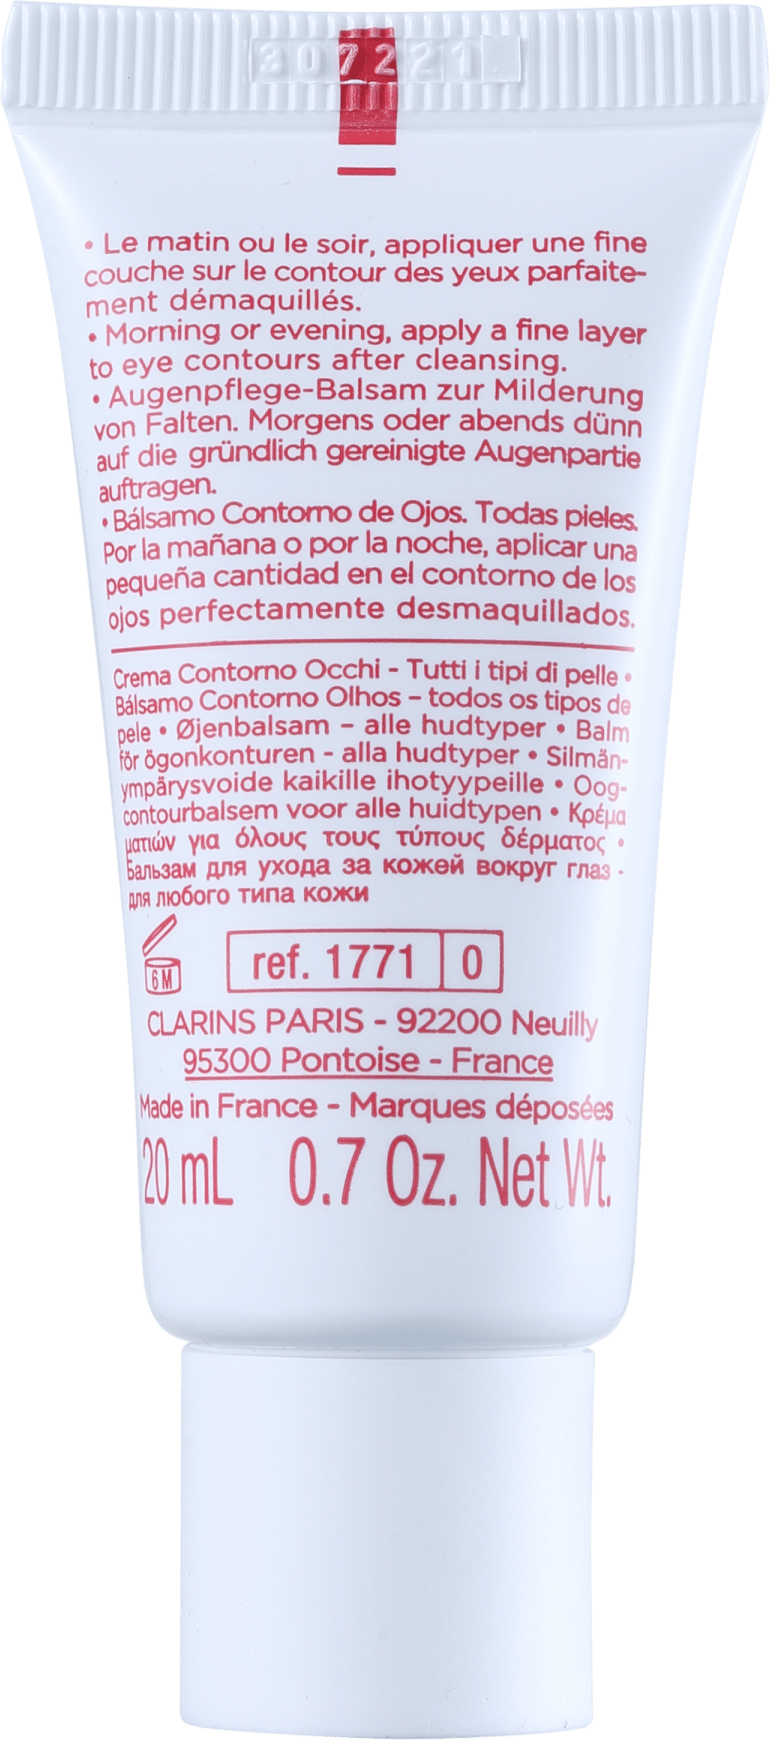 307221
• Le matin ou le soir, appliquer une fine
couche sur le contour des yeux parfaite-
ment démaquillés.
• Morning or evening, apply a fine layer
to eye contours after cleansing.
• Augenpflege-Balsam zur Milderung
von Falten. Morgens oder abends dünn
auf die gründlich gereinigte Augenpartie
auftragen.
• Bálsamo Contorno de Ojos. Todas pieles.
Por la mañana o por la noche, aplicar una
pequeña cantidad en el contorno de los
ojos perfectamente desmaquillados.
Crema Contorno Occhi - Tutti i tipi di pelle •
Bálsamo Contorno Olhos - todos os tipos de
pele • Øjenbalsam - alle hudtyper • Balm
för ögonkonturen - alla hudtyper • Silmän-
ympärysvoide kaikille ihotyypeille • Oog-
contourbalsem voor alle huidtypen • Κρέμα
ματιών για όλους τους τύπους δέρματος •
Бальзам для ухода за кожей вокруг глаз -
для любого типа кожи
6 M
ref. 1771 0
CLARINS PARIS - 92200 Neuilly
95300 Pontoise - France
Made in France - Marques déposées
20 mL 0.7 Oz. Net Wt.